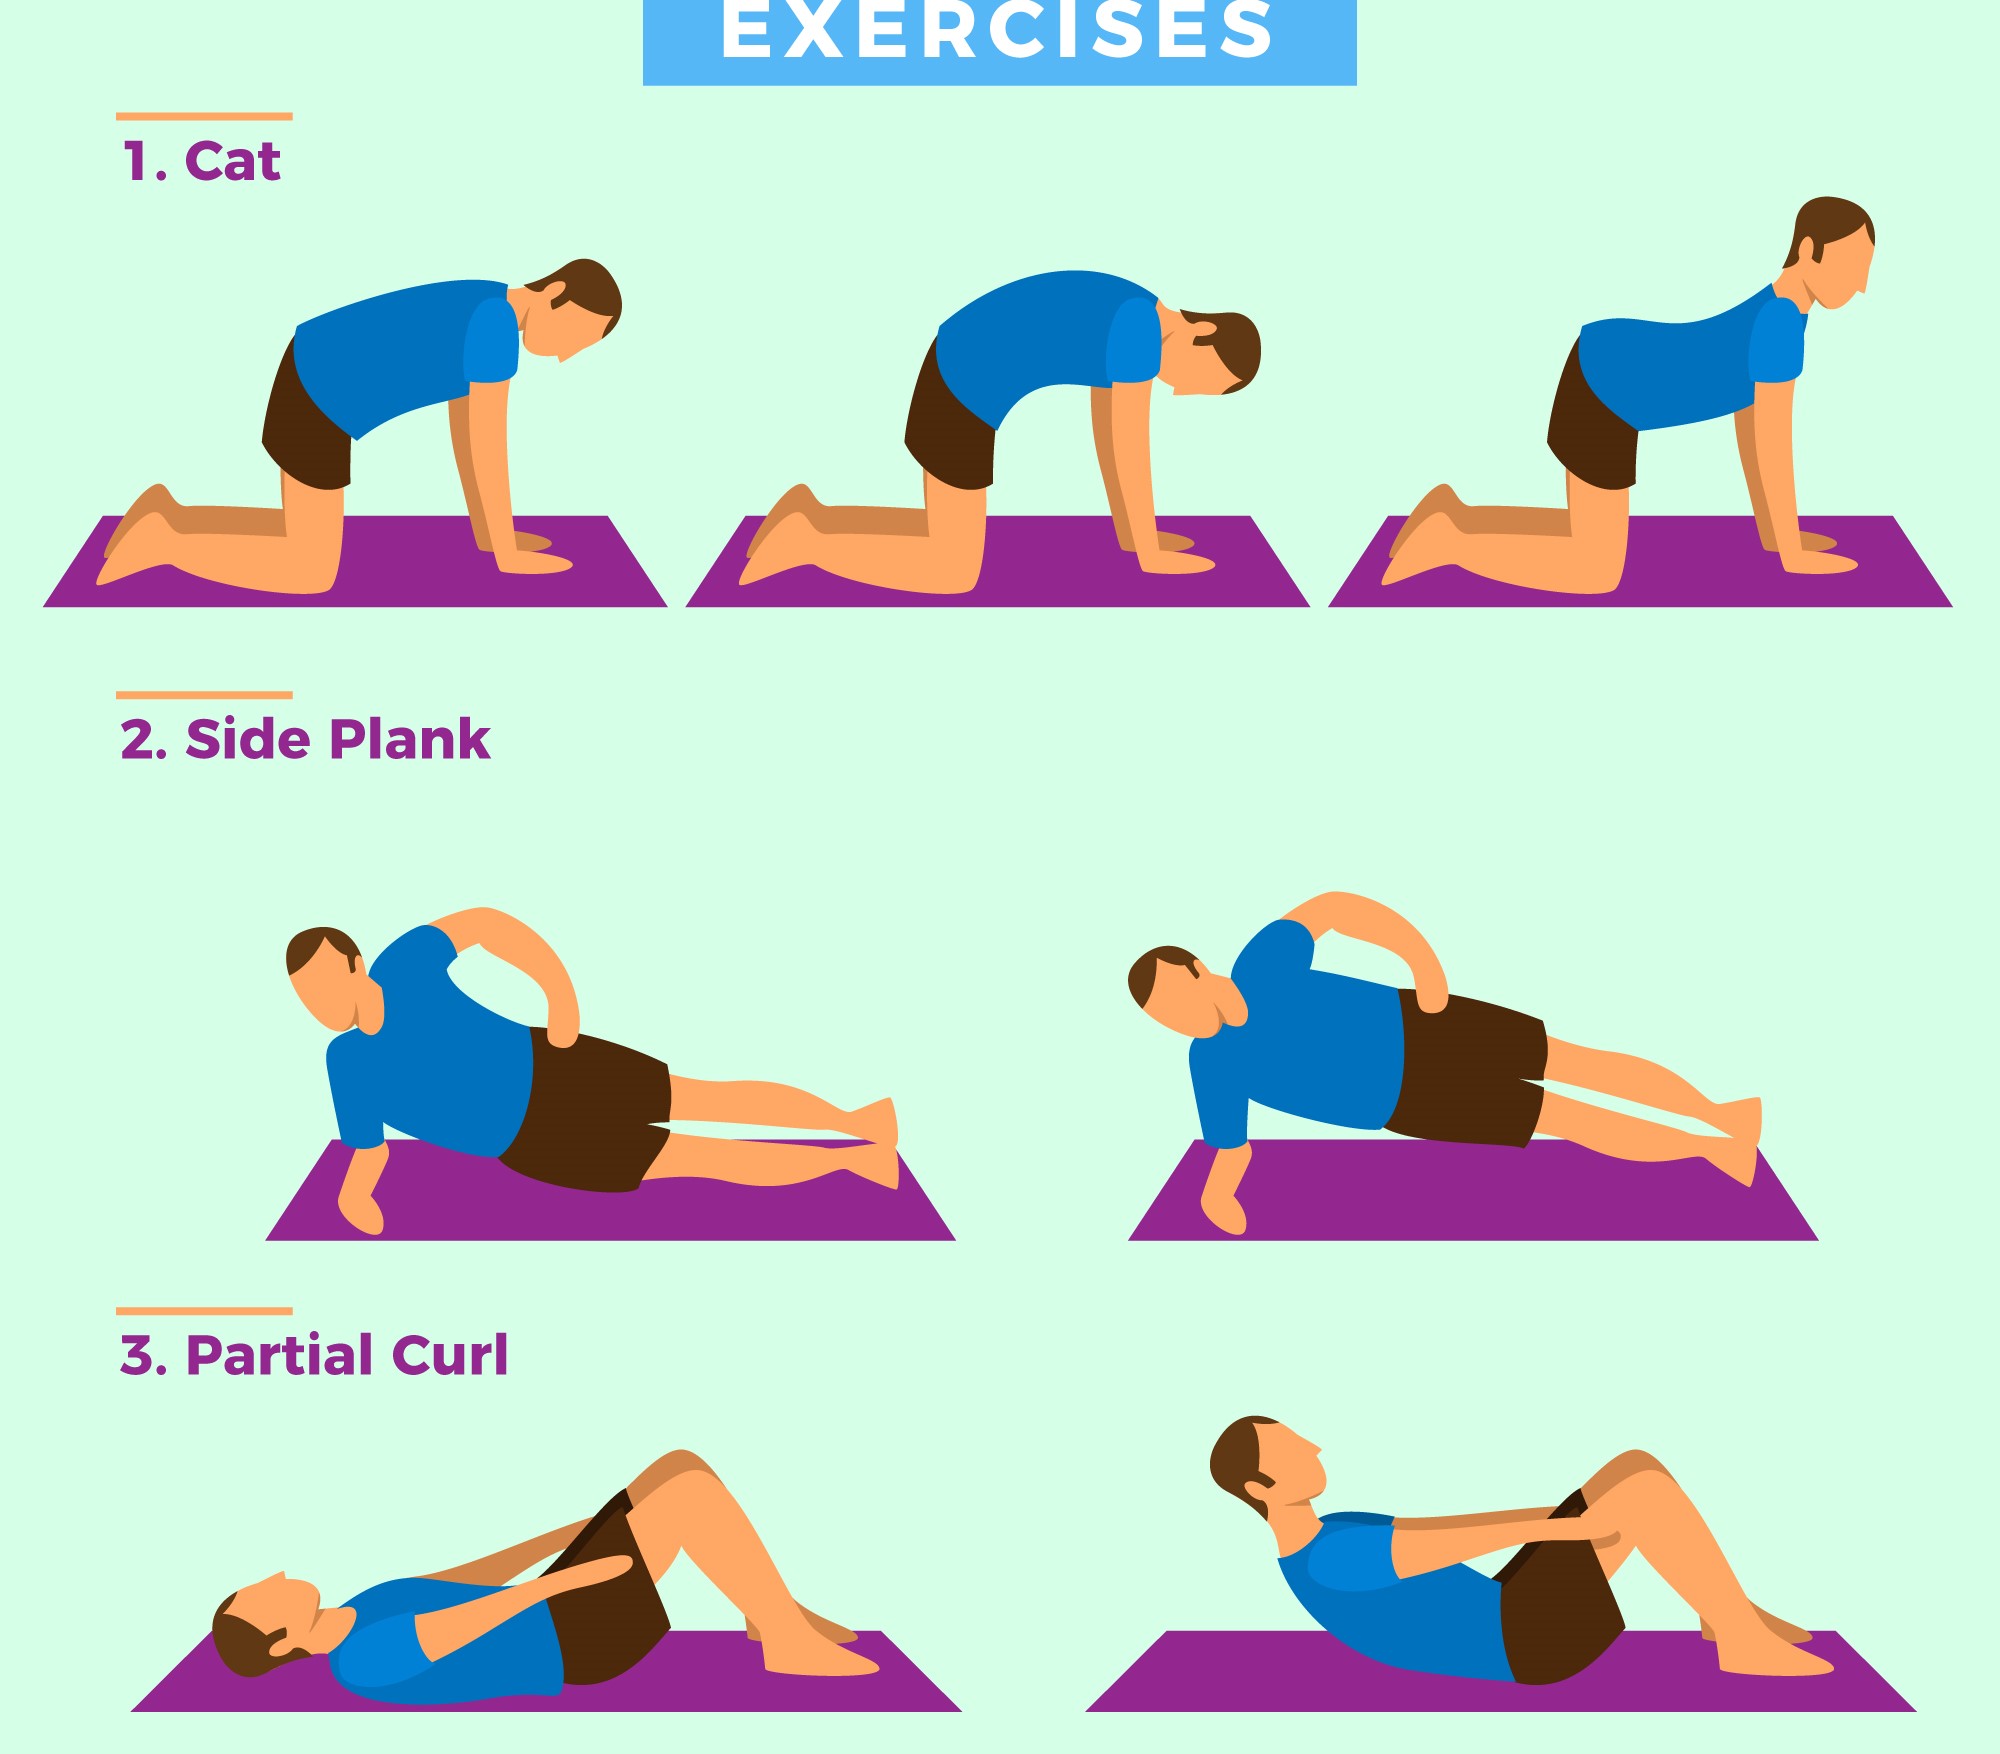 EXERCISES
1. Cat
2. Side Plank
3. Partial Curl